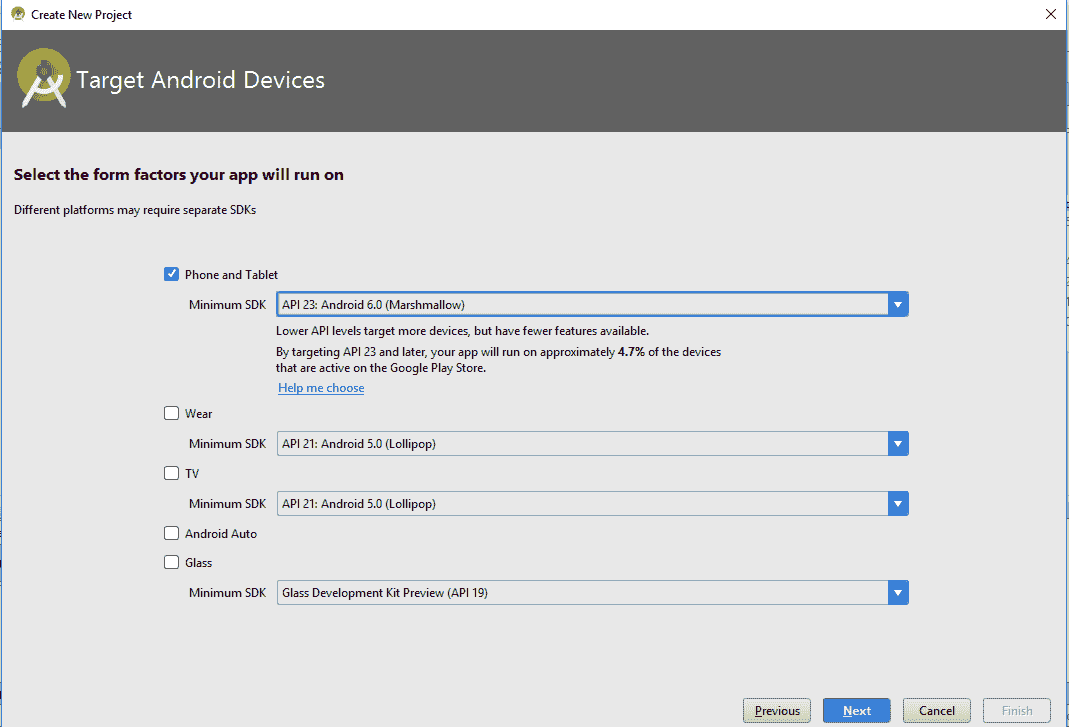 Create New Project
Target Android Devices
Select the form factors your app will run on
Different platforms may require separate SDKs
Phone and Tablet
Minimum SDK API 23: Android 6.0 (Marshmallow)
Lower API levels target more devices, but have fewer features available.
By targeting API 23 and later, your app will run on approximately 4.7% of the devices
that are active on the Google Play Store.
Help me choose
Wear
Minimum SDK API 21: Android 5.0 (Lollipop)
TV
Minimum SDK API 21: Android 5.0 (Lollipop)
Android Auto
Glass
Minimum SDK Glass Development Kit Preview (API 19)
Previous Next Cancel Finish